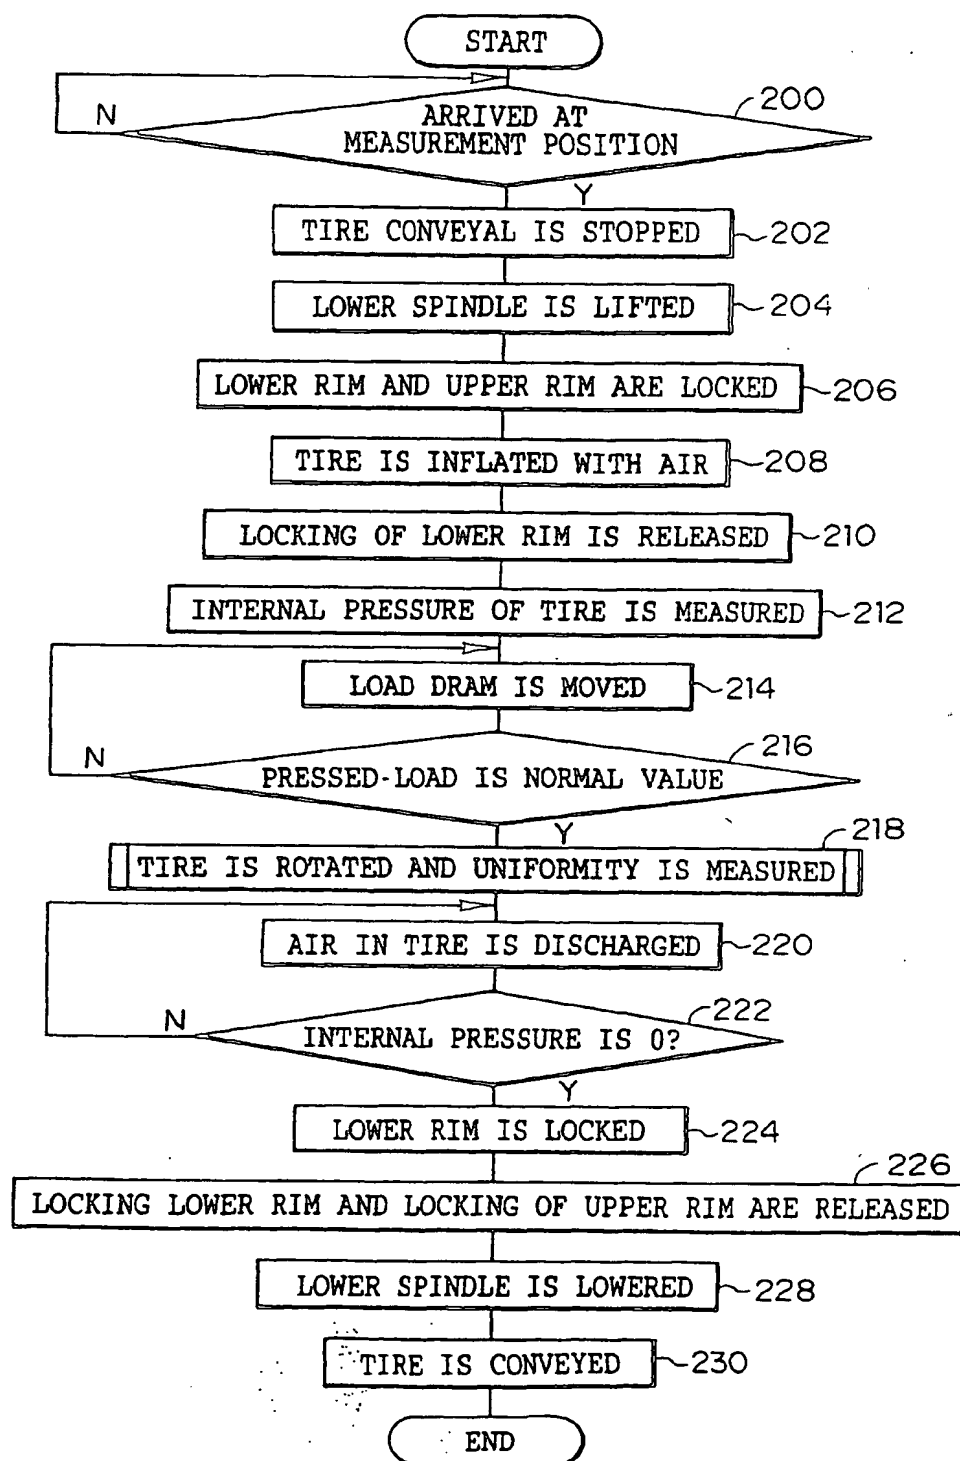 START
N
ARRIVED AT
MEASUREMENT POSITION
200
Y
TIRE CONVEYAL IS STOPPED
202
LOWER SPINDLE IS LIFTED
204
LOWER RIM AND UPPER RIM ARE LOCKED
206
TIRE IS INFLATED WITH AIR
208
LOCKING OF LOWER RIM IS RELEASED
210
INTERNAL PRESSURE OF TIRE IS MEASURED
212
LOAD DRAM IS MOVED
214
N
PRESSED-LOAD IS NORMAL VALUE
216
Y
218
TIRE IS ROTATED AND UNIFORMITY IS MEASURED
AIR IN TIRE IS DISCHARGED
220
N
INTERNAL PRESSURE IS 0?
222
Y
LOWER RIM IS LOCKED
224
226
LOCKING LOWER RIM AND LOCKING OF UPPER RIM ARE RELEASED
LOWER SPINDLE IS LOWERED
228
TIRE IS CONVEYED
230
END